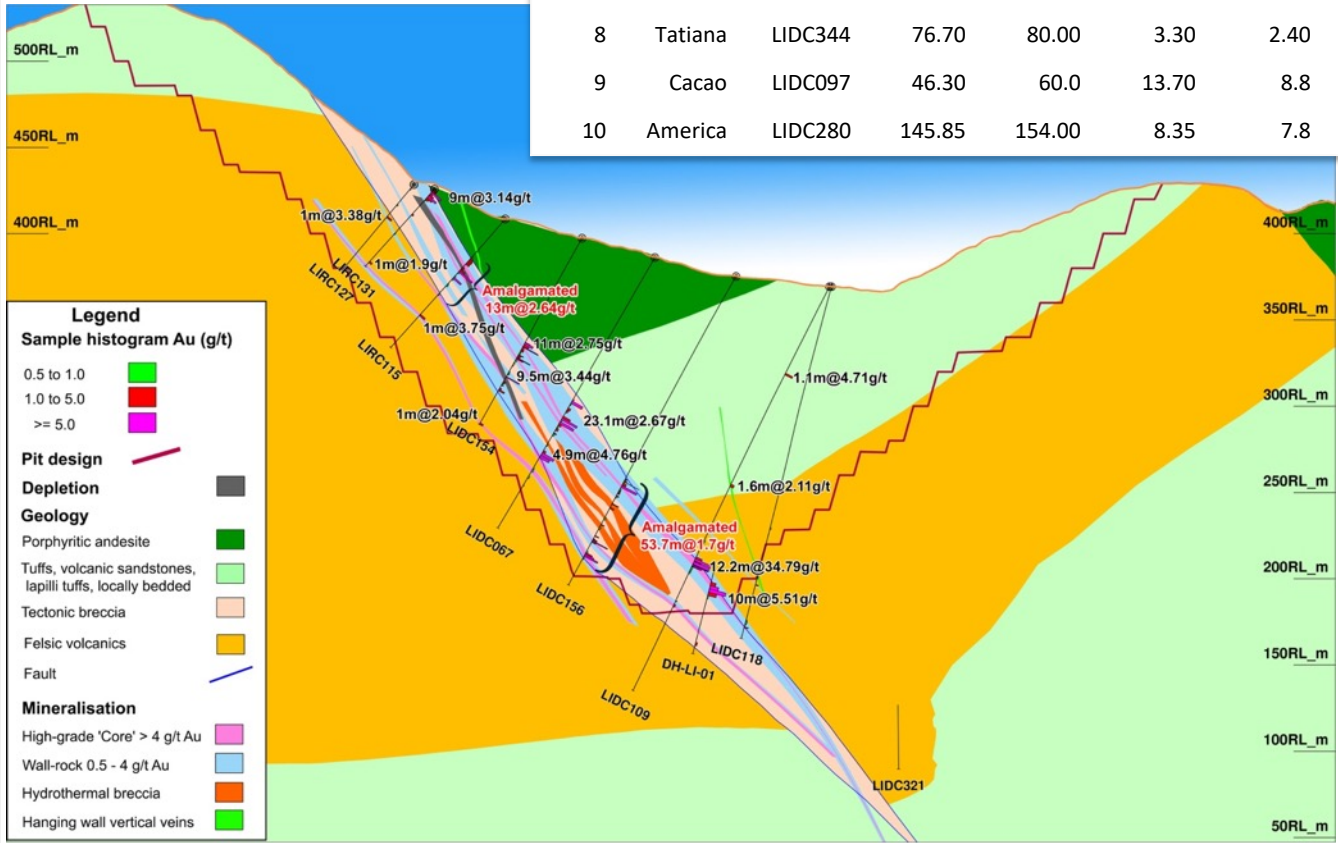 8 Tatiana LIDC344 76.70 80.00 3.30 2.40
9 Cacao LIDC097 46.30 60.0 13.70 8.8
10 America LIDC280 145.85 154.00 8.35 7.8
500RL_m
450RL_m
400RL_m
400RL_m
350RL_m
300RL_m
250RL_m
200RL_m
150RL_m
100RL_m
50RL_m
9m@3.14g/t
1m@3.38g/t
1m@1.9g/t
LIRC131
LIRC127
Amalgamated
13m@2.64g/t
1m@3.75g/t
LIRC115
11m@2.75g/t
9.5m@3.44g/t
1.1m@4.71g/t
1m@2.04g/t
23.1m@2.67g/t
LIDC154
4.9m@4.76g/t
1.6m@2.11g/t
LIDC067
Amalgamated
53.7m@1.7g/t
12.2m@34.79g/t
LIDC156
10m@5.51g/t
LIDC118
DH-LI-01
LIDC109
LIDC321
Legend
Sample histogram Au (g/t)
0.5 to 1.0
1.0 to 5.0
>= 5.0
Pit design
Depletion
Geology
Porphyritic andesite
Tuffs, volcanic sandstones,
lapilli tuffs, locally bedded
Tectonic breccia
Felsic volcanics
Fault
Mineralisation
High-grade 'Core' > 4 g/t Au
Wall-rock 0.5 - 4 g/t Au
Hydrothermal breccia
Hanging wall vertical veins